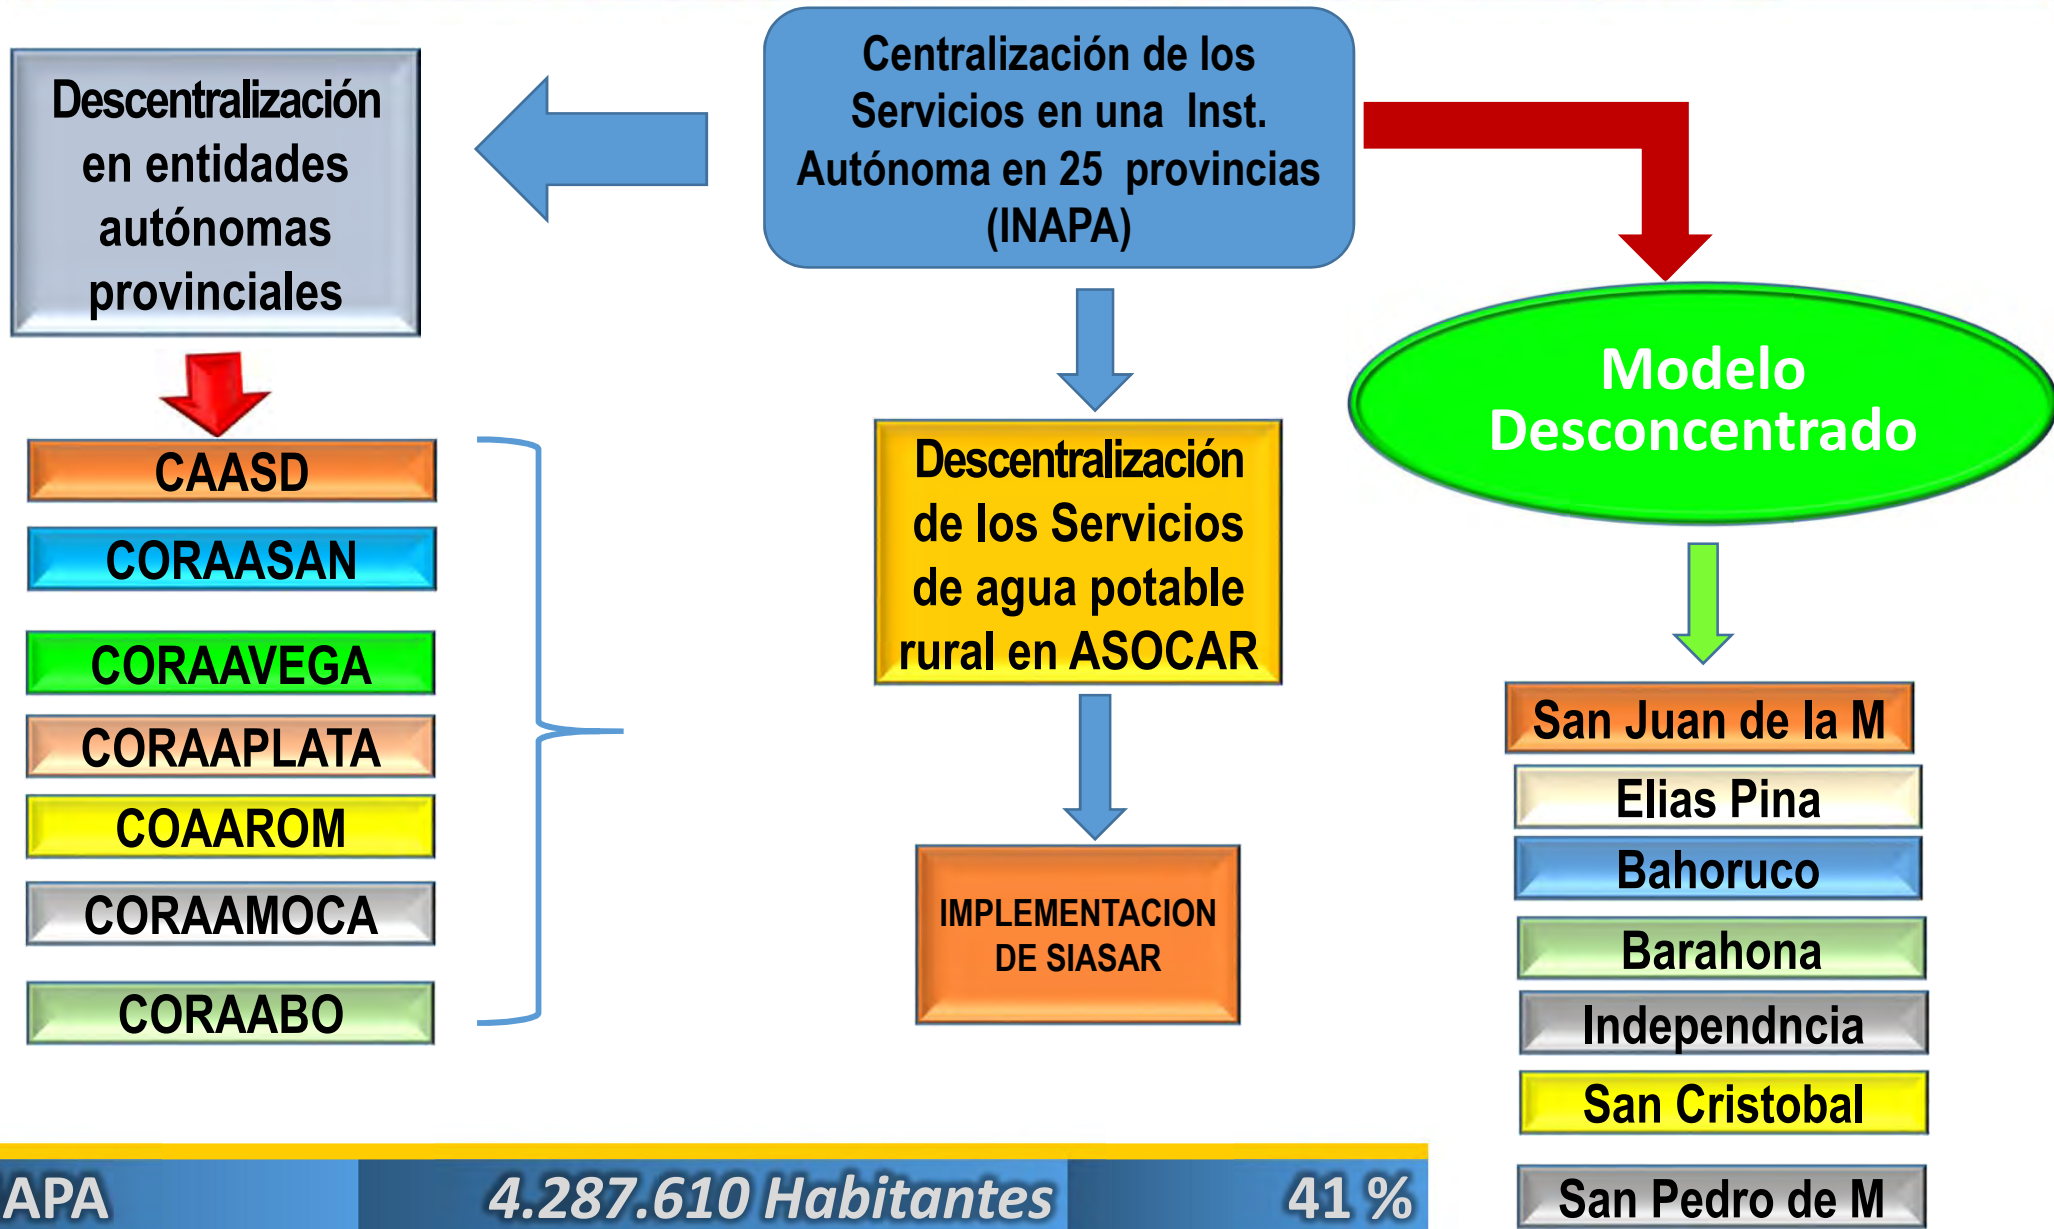 Centralización de los
Servicios en una Inst.
Autónoma en 25 provincias
(INAPA)
Descentralización
en entidades
autónomas
provinciales
CAASD
CORAASAN
CORAAVEGA
CORAAPLATA
COAAROM
CORAAMOCA
CORAABO
Descentralización
de los Servicios
de agua potable
rural en ASOCAR
IMPLEMENTACION
DE SIASAR
Modelo
Desconcentrado
San Juan de la M
Elias Pina
Bahoruco
Barahona
Independncia
San Cristobal
San Pedro de M
APA 4.287.610 Habitantes 41 %